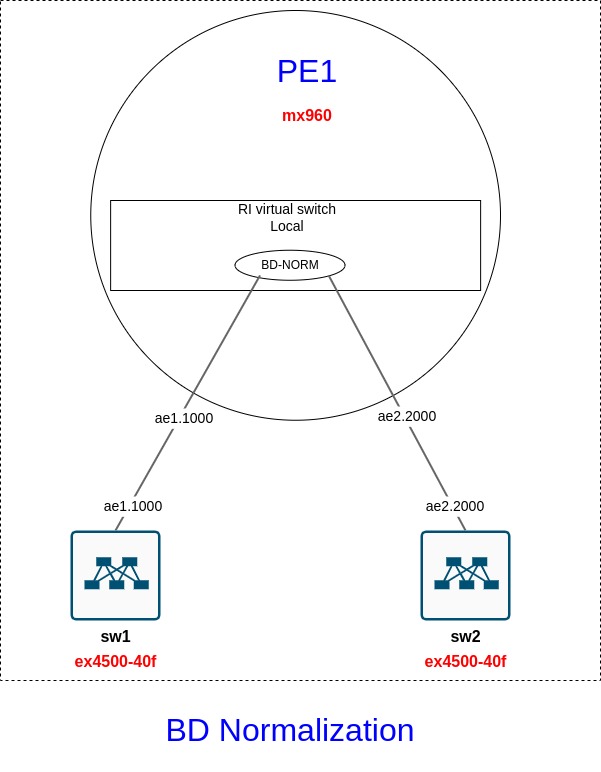 PE1
mx960
RI virtual switch
Local
BD-NORM
ae1.1000
ae2.2000
ae1.1000
ae2.2000
sw1
sw2
ex4500-40f
ex4500-40f
BD Normalization